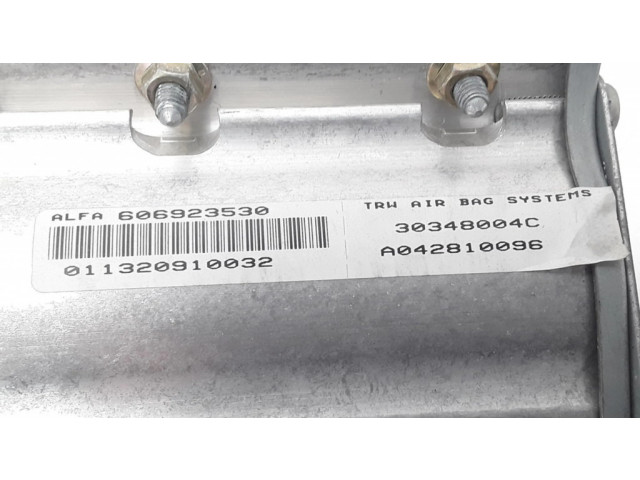 ALFA 606923530
011320910032
TRW AIR BAG SYSTEMS
30348004C
A042810096